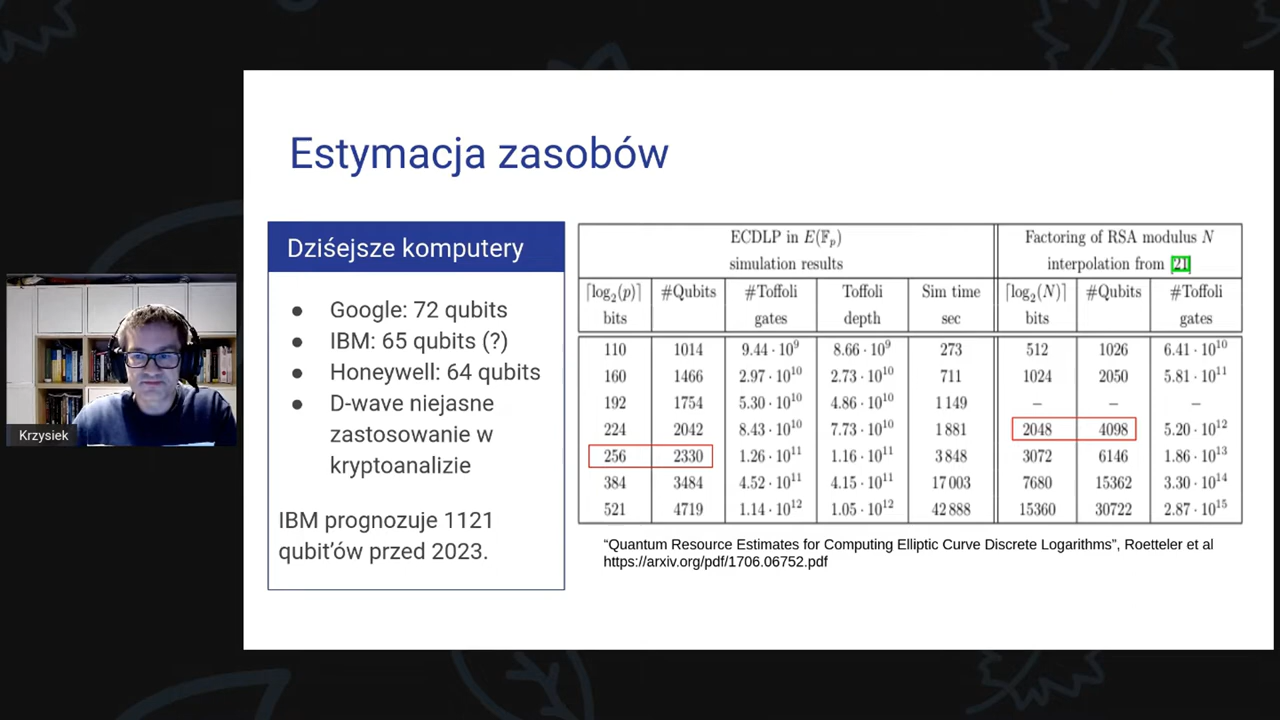 Estymacja zasobów
Dziśejsze komputery
● Google: 72 qubits
● IBM: 65 qubits (?)
● Honeywell: 64 qubits
● D-wave niejasne
zastosowanie w
kryptoanalizie
IBM prognozuje 1121
qubit’ów przed 2023.
ECDLP in E(𝔽p) Factoring of RSA modulus N
simulation results interpolation from [21]
⌈log₂(p)⌉ #Qubits #Toffoli Toffoli Sim time ⌈log₂(N)⌉ #Qubits #Toffoli
bits gates depth sec bits gates
110 1014 9.44 · 10⁹ 8.66 · 10⁹ 273 512 1026 6.41 · 10¹⁰
160 1466 2.97 · 10¹⁰ 2.73 · 10¹⁰ 711 1024 2050 5.81 · 10¹¹
192 1754 5.30 · 10¹⁰ 4.86 · 10¹⁰ 1 149 – – –
224 2042 8.43 · 10¹⁰ 7.73 · 10¹⁰ 1 881 2048 4098 5.20 · 10¹²
256 2330 1.26 · 10¹¹ 1.16 · 10¹¹ 3 848 3072 6146 1.86 · 10¹³
384 3484 4.52 · 10¹¹ 4.15 · 10¹¹ 17 003 7680 15362 3.30 · 10¹⁴
521 4719 1.14 · 10¹² 1.05 · 10¹² 42 888 15360 30722 2.87 · 10¹⁵
“Quantum Resource Estimates for Computing Elliptic Curve Discrete Logarithms”, Roetteler et al
https://arxiv.org/pdf/1706.06752.pdf
Krzysiek